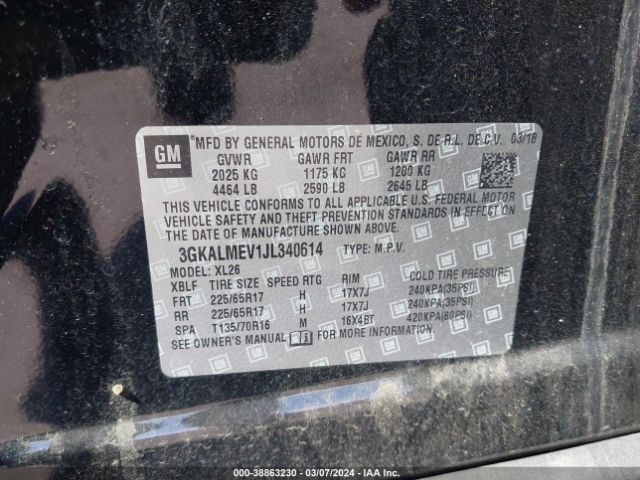 GM
MFD BY GENERAL MOTORS DE MEXICO, S. DE R.L. DE C.V. 03/18
GVWR GAWR FRT GAWR RR
2025 KG 1175 KG 1200 KG
4464 LB 2590 LB 2645 LB
THIS VEHICLE CONFORMS TO ALL APPLICABLE U.S. FEDERAL MOTOR
VEHICLE SAFETY AND THEFT PREVENTION STANDARDS IN EFFECT ON
THE DATE OF MANUFACTURE SHOWN ABOVE.
3GKALMEV1JL340614 TYPE: M.P.V.
MODEL: XL26
XBLF TIRE SIZE SPEED RTG RIM COLD TIRE PRESSURE
FRT 225/65R17 H 17X7J 240KPA(35PSI)
RR 225/65R17 H 17X7J 240KPA(35PSI)
SPA T135/70R16 M 16X4BT 420KPA(60PSI)
SEE OWNER'S MANUAL i FOR MORE INFORMATION.
000-38863230 — 03/07/2024 — IAA Inc.